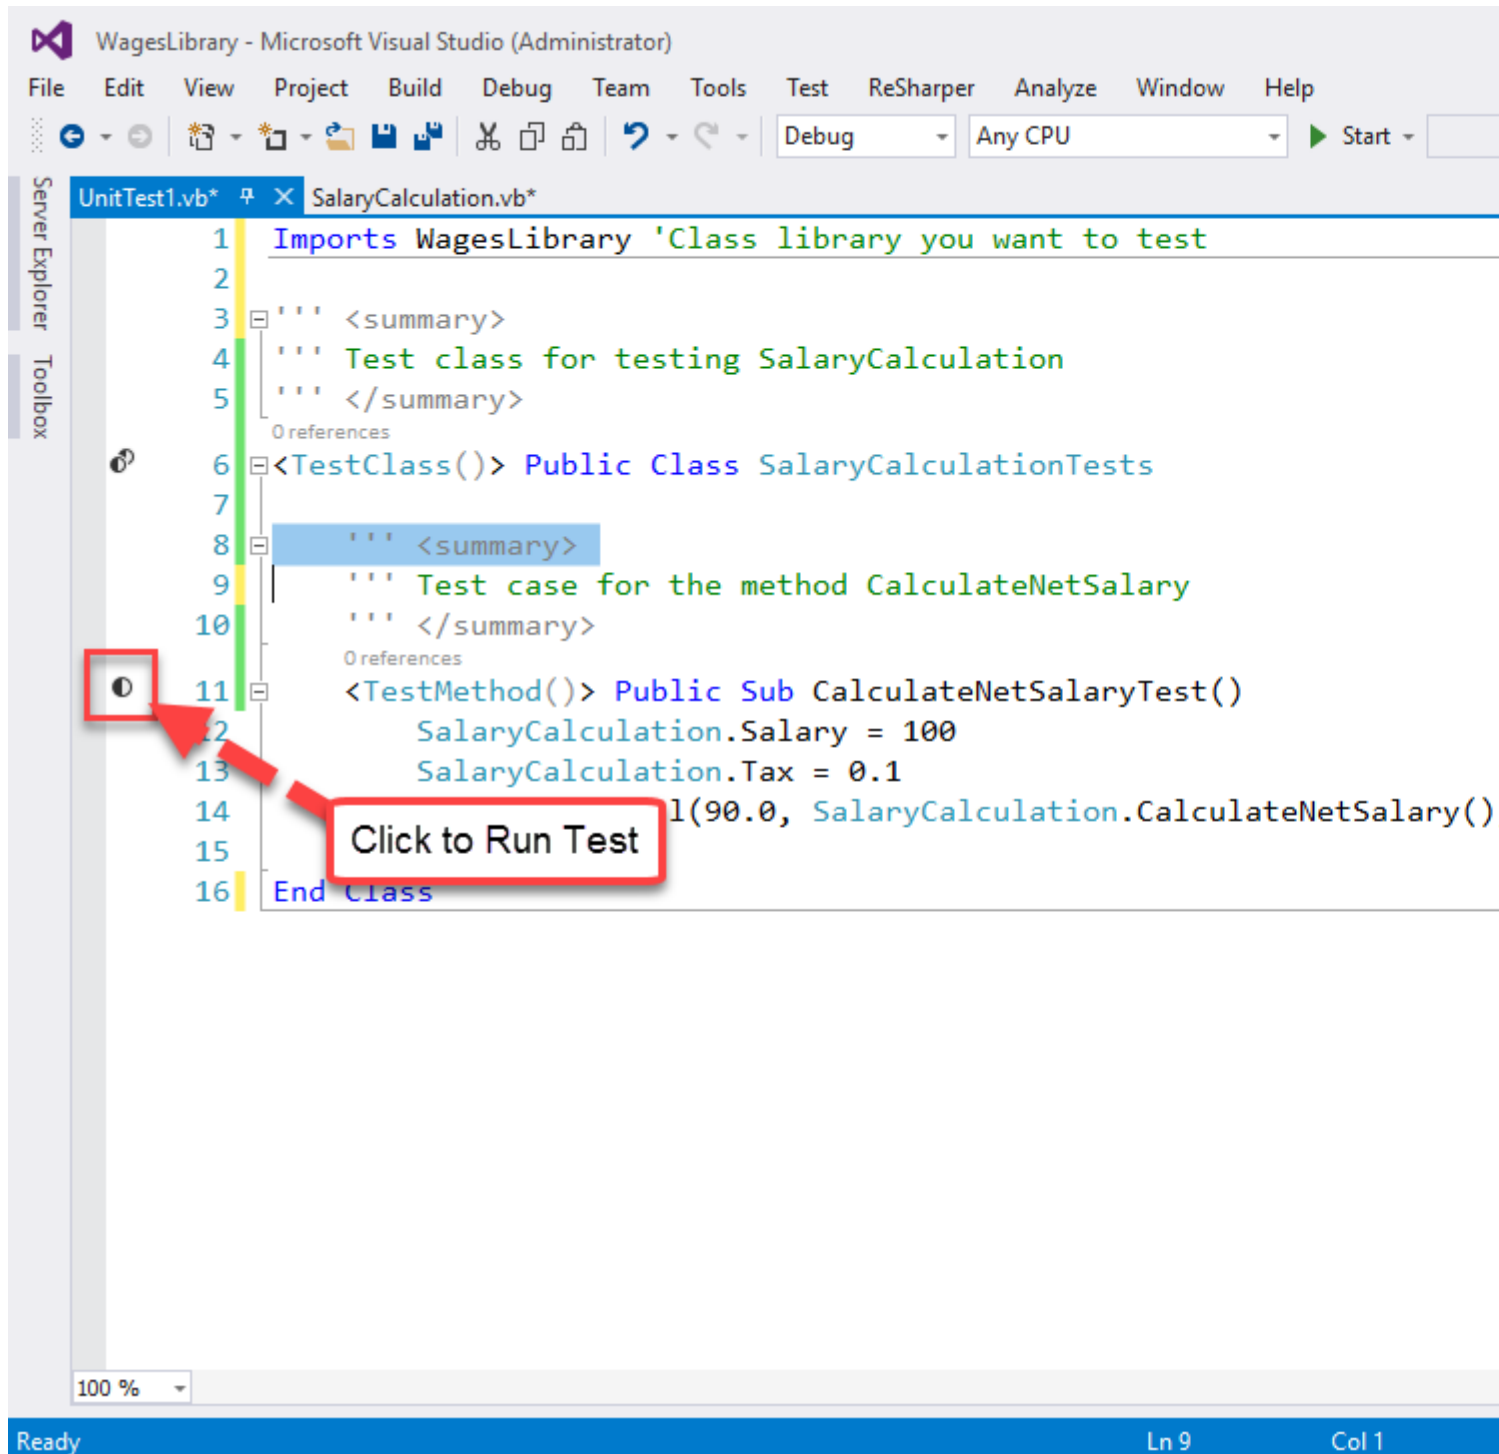 WagesLibrary - Microsoft Visual Studio (Administrator)
File Edit View Project Build Debug Team Tools Test ReSharper Analyze Window Help
Debug Any CPU Start
Server Explorer
Toolbox
UnitTest1.vb* SalaryCalculation.vb*
1 Imports WagesLibrary 'Class library you want to test
2
3 ''' <summary>
4 ''' Test class for testing SalaryCalculation
5 ''' </summary>
0 references
6 <TestClass()> Public Class SalaryCalculationTests
7
8 ''' <summary>
9 ''' Test case for the method CalculateNetSalary
10 ''' </summary>
0 references
11 <TestMethod()> Public Sub CalculateNetSalaryTest()
12 SalaryCalculation.Salary = 100
13 SalaryCalculation.Tax = 0.1
14 l(90.0, SalaryCalculation.CalculateNetSalary()
Click to Run Test
15
16 End Class
100 %
Ready Ln 9 Col 1